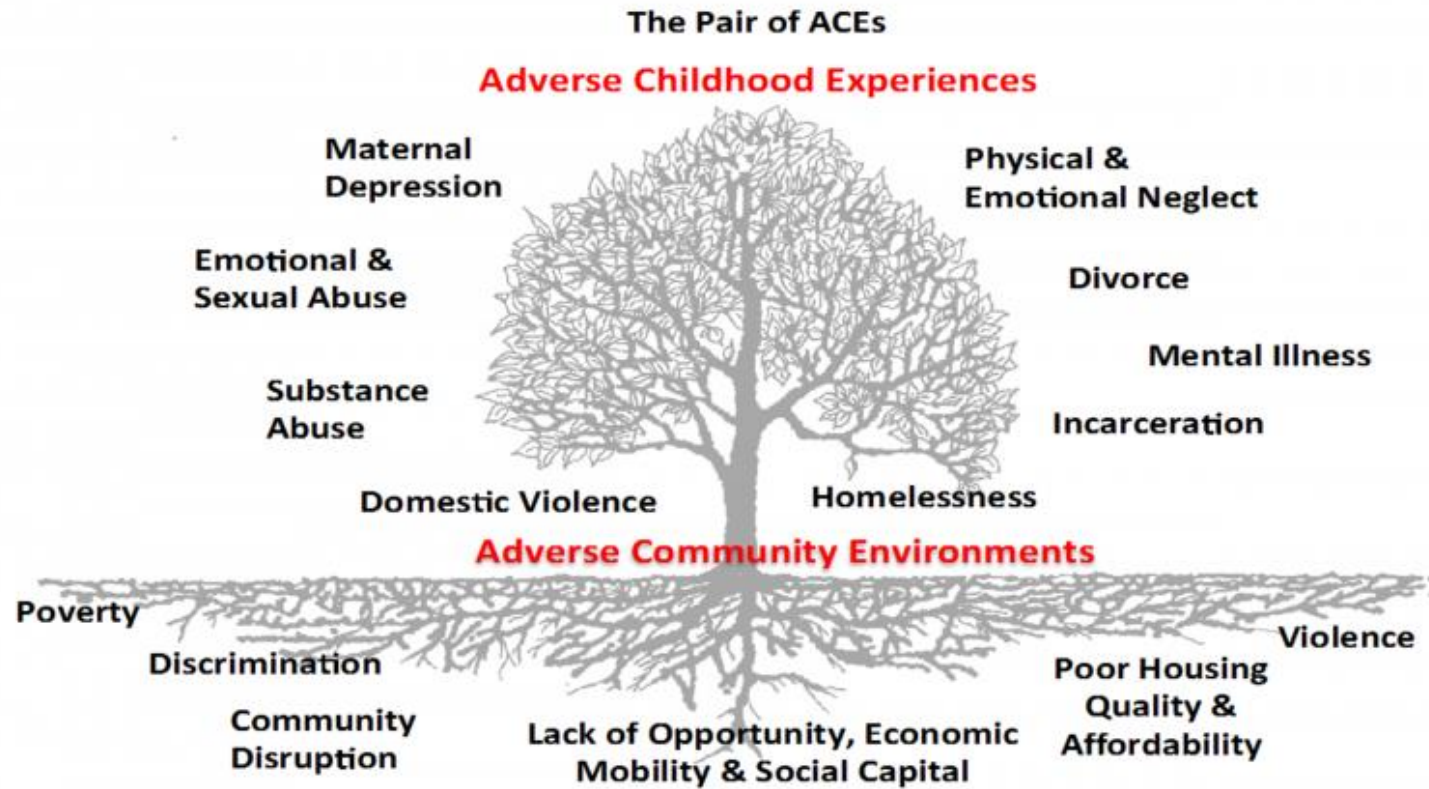 The Pair of ACEs
Adverse Childhood Experiences
Maternal
Depression
Physical &
Emotional Neglect
Emotional &
Sexual Abuse
Divorce
Mental Illness
Substance
Abuse
Incarceration
Domestic Violence
Homelessness
Adverse Community Environments
Poverty
Violence
Discrimination
Poor Housing
Quality &
Affordability
Community
Disruption
Lack of Opportunity, Economic
Mobility & Social Capital